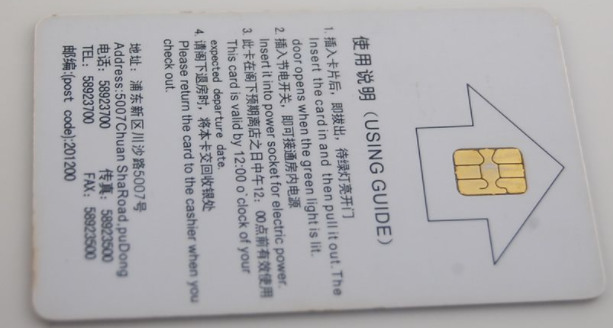 使用说明（USING GUIDE）
1. 插入卡片后，即拔出，待绿灯亮开门
Insert the card in and then pull it out. The
door opens when the green light is lit.
2. 插入节电开关，即可接通房内电源
Insert it into power socket for electric power.
3. 此卡在阁下预期离店之日中午12：00点前有效使用
This card is valid by 12:00 o'clock of your
expected departure date.
4. 请阁下退房时，将本卡交回收银处
Please return the card to the cashier when you
check out.
地址：浦东新区川沙路5007号
Address:5007Chuan ShaRoad,puDong
电话：58923700 传真：58923500
TEL：58923700 FAX：58923500
邮编:(post code):201200